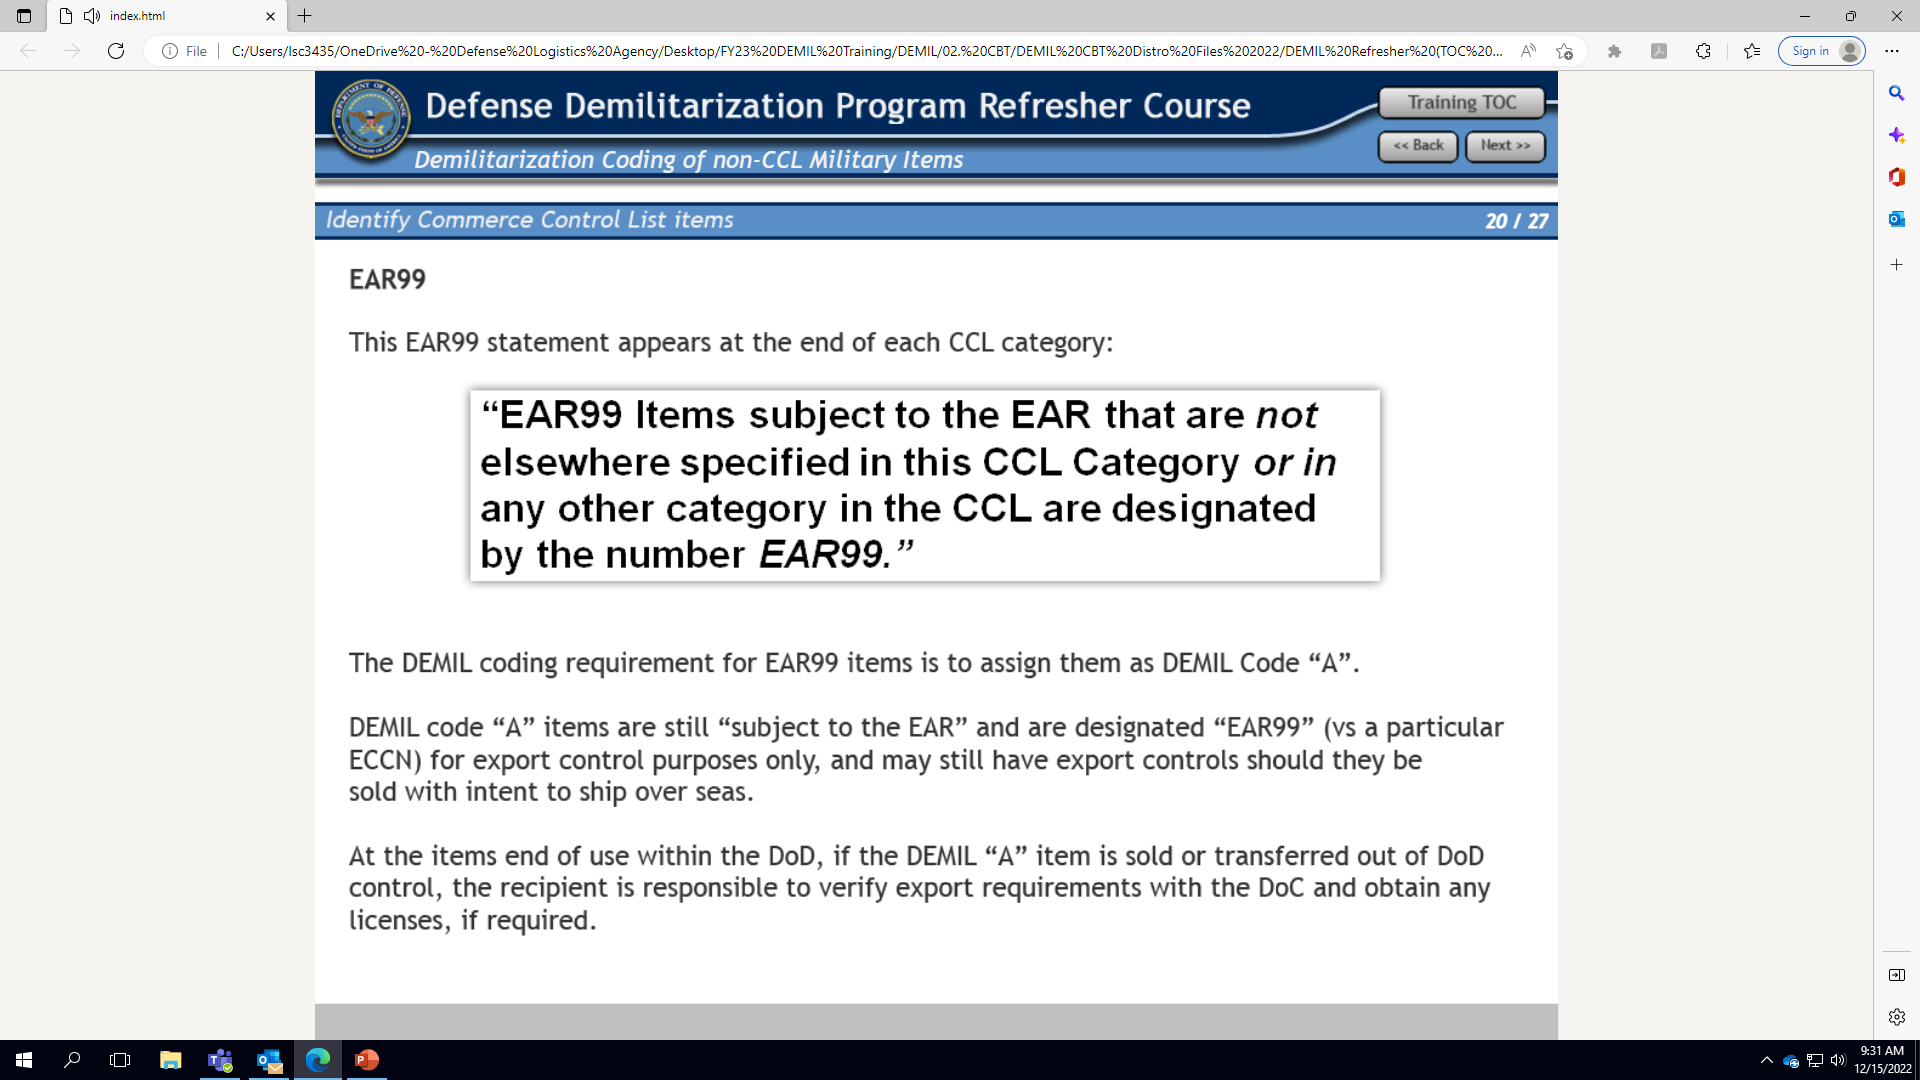 index.html
File
C:/Users/lsc3435/OneDrive%20-%20Defense%20Logistics%20Agency/Desktop/FY23%20DEMIL%20Training/DEMIL/02.%20CBT/DEMIL%20CBT%20Distro%20Files%202022/DEMIL%20Refresher%20(TOC%20...
Sign in
Defense Demilitarization Program Refresher Course
Training TOC
<< Back
Next >>
Demilitarization Coding of non-CCL Military Items
Identify Commerce Control List items
20 / 27
EAR99
This EAR99 statement appears at the end of each CCL category:
“EAR99 Items subject to the EAR that are not
elsewhere specified in this CCL Category or in
any other category in the CCL are designated
by the number EAR99.”
The DEMIL coding requirement for EAR99 items is to assign them as DEMIL Code “A”.
DEMIL code “A” items are still “subject to the EAR” and are designated “EAR99” (vs a particular
ECCN) for export control purposes only, and may still have export controls should they be
sold with intent to ship over seas.
At the items end of use within the DoD, if the DEMIL “A” item is sold or transferred out of DoD
control, the recipient is responsible to verify export requirements with the DoC and obtain any
licenses, if required.
9:31 AM
12/15/2022